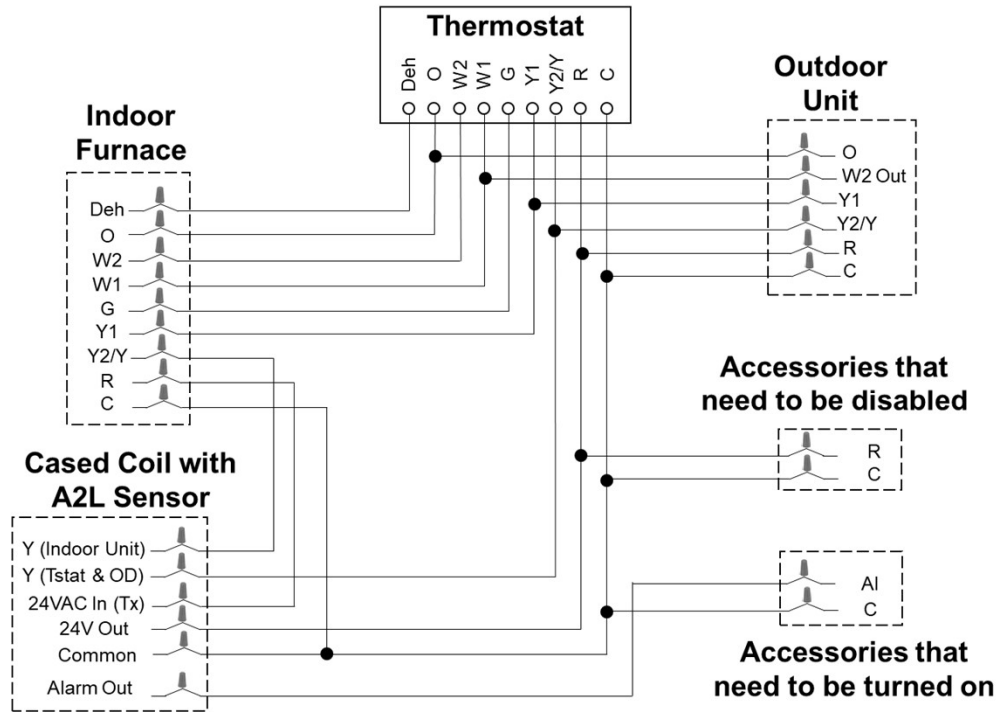 Thermostat
Deh
O
W2
W1
G
Y1
Y2/Y
R
C
Outdoor
Unit
O
W2 Out
Y1
Y2/Y
R
C
Indoor
Furnace
Deh
O
W2
W1
G
Y1
Y2/Y
R
C
Accessories that
need to be disabled
R
C
Cased Coil with
A2L Sensor
Y (Indoor Unit)
Y (Tstat & OD)
24VAC In (Tx)
24V Out
Common
Alarm Out
Al
C
Accessories that
need to be turned on